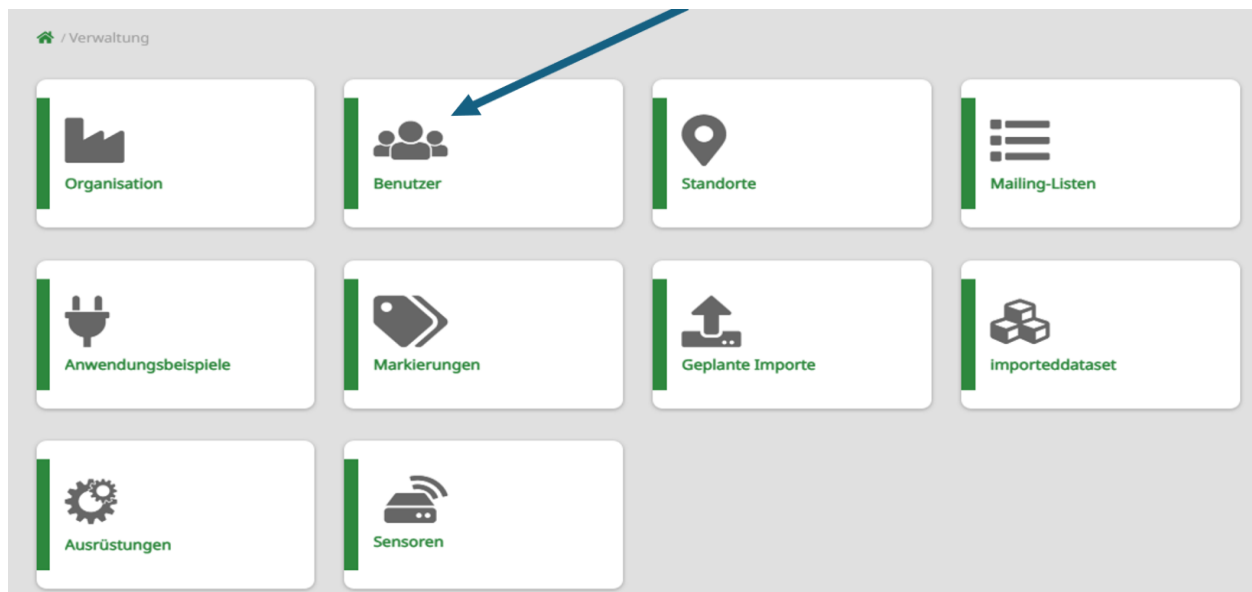 / Verwaltung
Organisation
Benutzer
Standorte
Mailing-Listen
Anwendungsbeispiele
Markierungen
Geplante Importe
importeddataset
Ausrüstungen
Sensoren